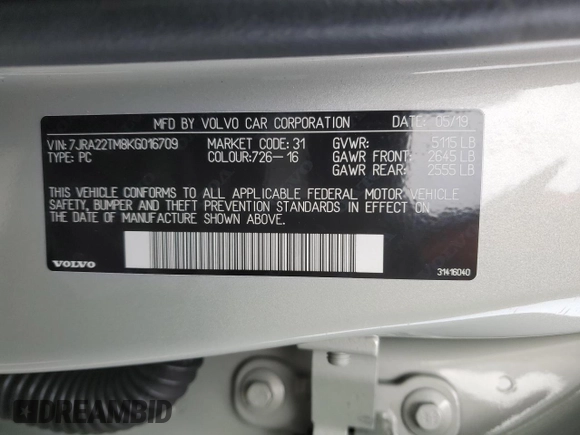 MFD BY VOLVO CAR CORPORATION DATE: 05/19
VIN: 7JRA22TM8KG016709 MARKET CODE: 31 GVWR: 5115 LB
TYPE: PC COLOUR: 726-16 GAWR FRONT: 2645 LB
GAWR REAR: 2555 LB
THIS VEHICLE CONFORMS TO ALL APPLICABLE FEDERAL MOTOR VEHICLE
SAFETY, BUMPER AND THEFT PREVENTION STANDARDS IN EFFECT ON
THE DATE OF MANUFACTURE SHOWN ABOVE.
VOLVO 31416040
DREAMBID